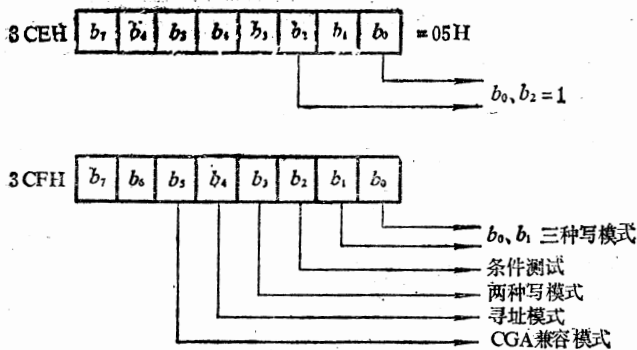 3CEH b₇ b₄ b₅ b₄ b₃ b₂ b₁ b₀ =05H
b₀、b₂=1
3CFH b₇ b₆ b₅ b₄ b₃ b₂ b₁ b₀
b₀、b₁ 三种写模式
条件测试
两种写模式
寻址模式
CGA兼容模式